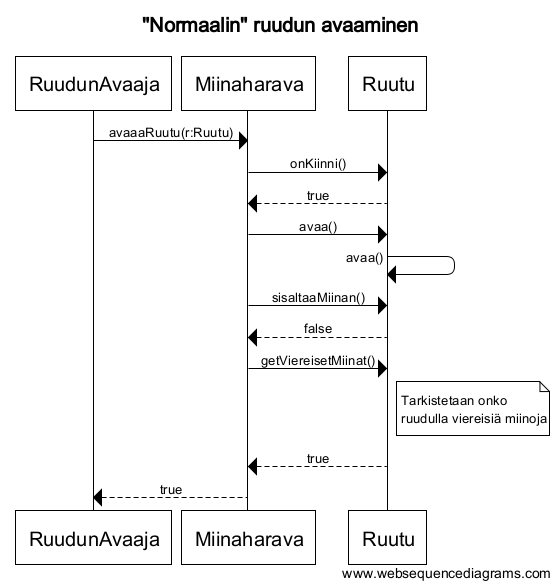 "Normaalin" ruudun avaaminen
RuudunAvaaja
Miinaharava
Ruutu
avaaaRuutu(r:Ruutu)
onKiinni()
true
avaa()
avaa()
sisaltaaMiinan()
false
getViereisetMiinat()
Tarkistetaan onko
ruudulla viereisiä miinoja
true
true
RuudunAvaaja
Miinaharava
Ruutu
www.websequencediagrams.com